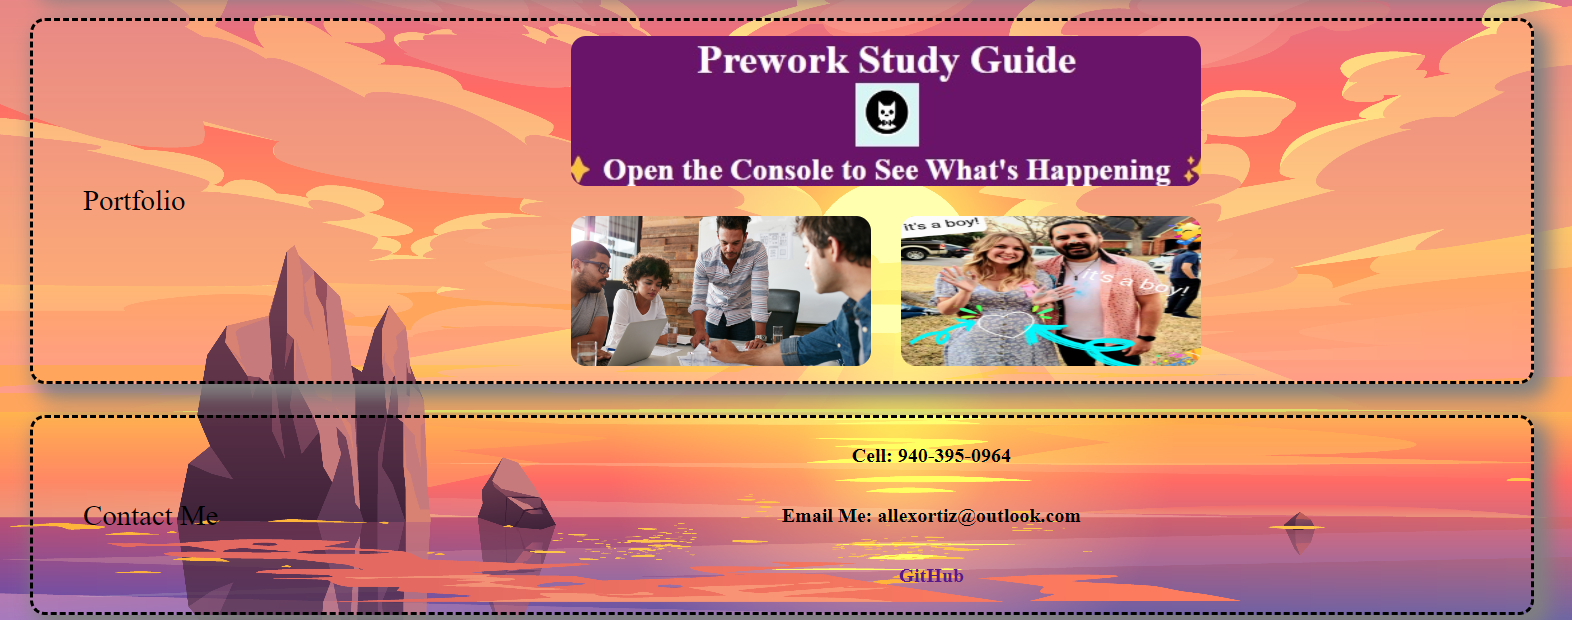 Prework Study Guide
Open the Console to See What's Happening
Portfolio
it's a boy!
it's a boy!
Cell: 940-395-0964
Contact Me
Email Me: allexortiz@outlook.com
GitHub